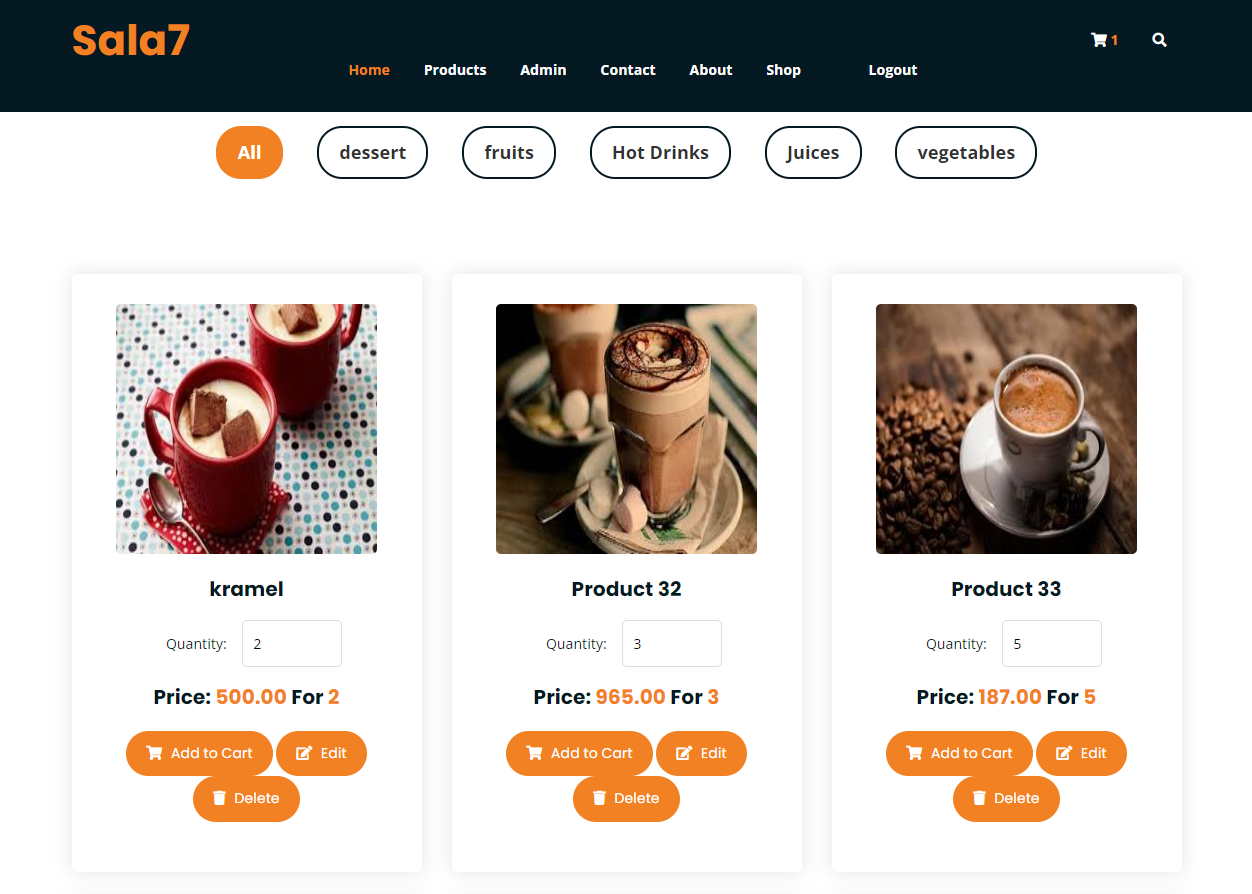 Sala7
1
Home Products Admin Contact About Shop Logout
All dessert fruits Hot Drinks Juices vegetables
kramel
Quantity: 2
Price: 500.00 For 2
Add to Cart Edit
Delete
Product 32
Quantity: 3
Price: 965.00 For 3
Add to Cart Edit
Delete
Product 33
Quantity: 5
Price: 187.00 For 5
Add to Cart Edit
Delete